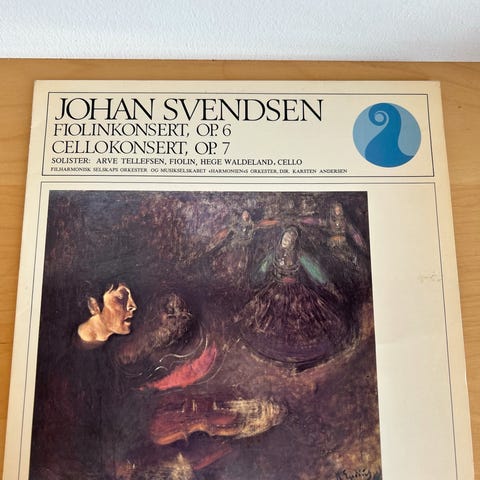 JOHAN SVENDSEN
FIOLINKONSERT, OP. 6
CELLOKONSERT, OP. 7
SOLISTER: ARVE TELLEFSEN, FIOLIN, HEGE WALDELAND, CELLO
FILHARMONISK SELSKAPS ORKESTER OG MUSIKSELSKABET «HARMONIEN»S ORKESTER, DIR. KARSTEN ANDERSEN